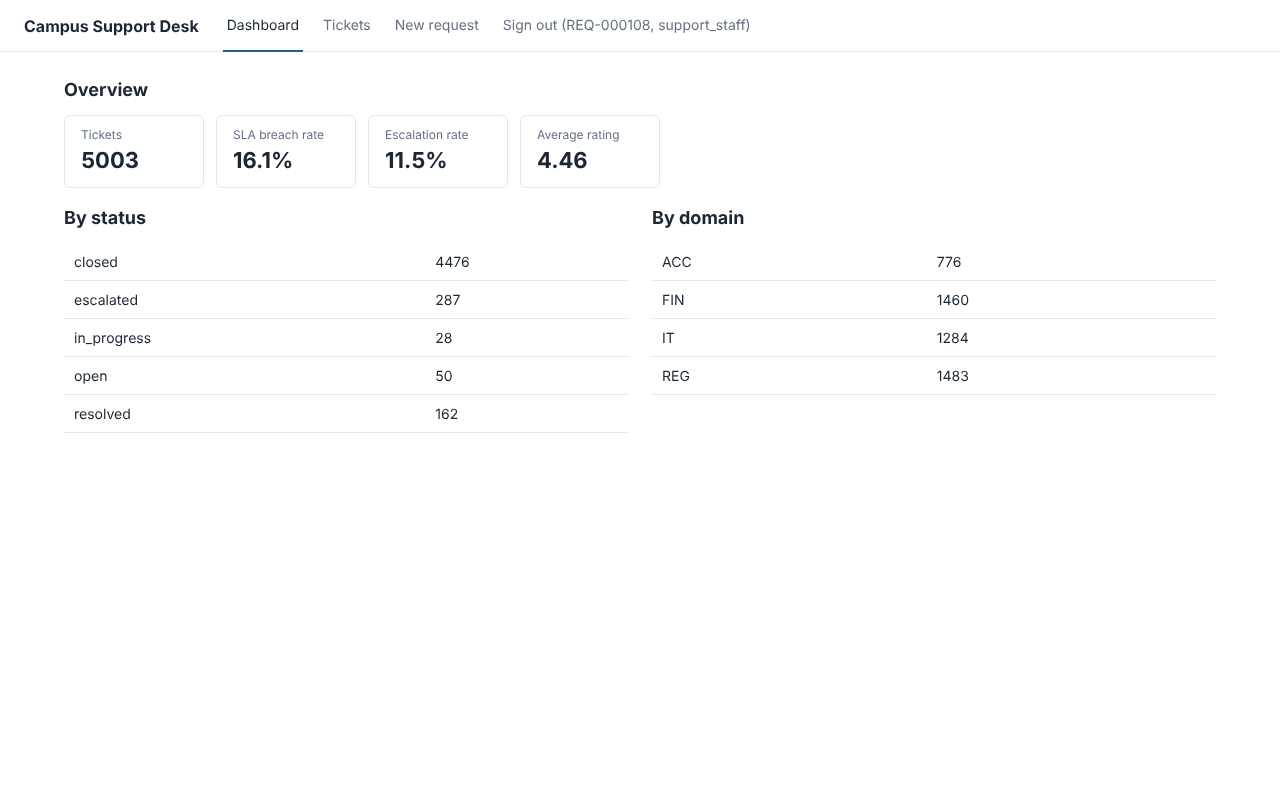 Campus Support Desk Dashboard Tickets New request Sign out (REQ-000108, support_staff)
Overview
Tickets SLA breach rate Escalation rate Average rating
5003 16.1% 11.5% 4.46
By status
closed 4476
escalated 287
in_progress 28
open 50
resolved 162
By domain
ACC 776
FIN 1460
IT 1284
REG 1483